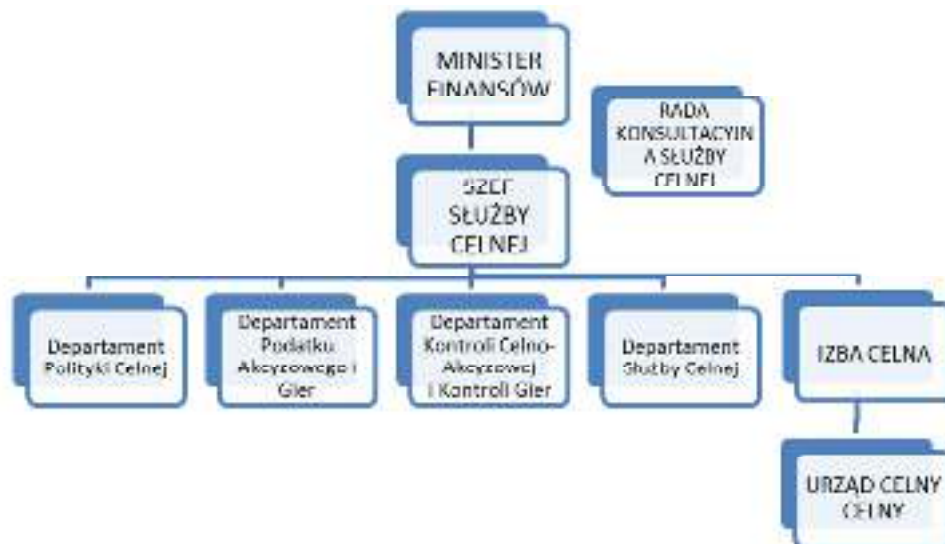 MINISTER
FINANSÓW
RADA
KONSULTACYJN
A SŁUŻBY
CELNEJ
SZEF
SŁUŻBY
CELNEJ
Departament
Polityki Celnej
Departament
Podatku
Akcyzowego i
Gier
Departament
Kontroli Celno-
Akcyzowej
i Kontroli Gier
Departament
Służby Celnej
IZBA CELNA
URZĄD CELNY
CELNY